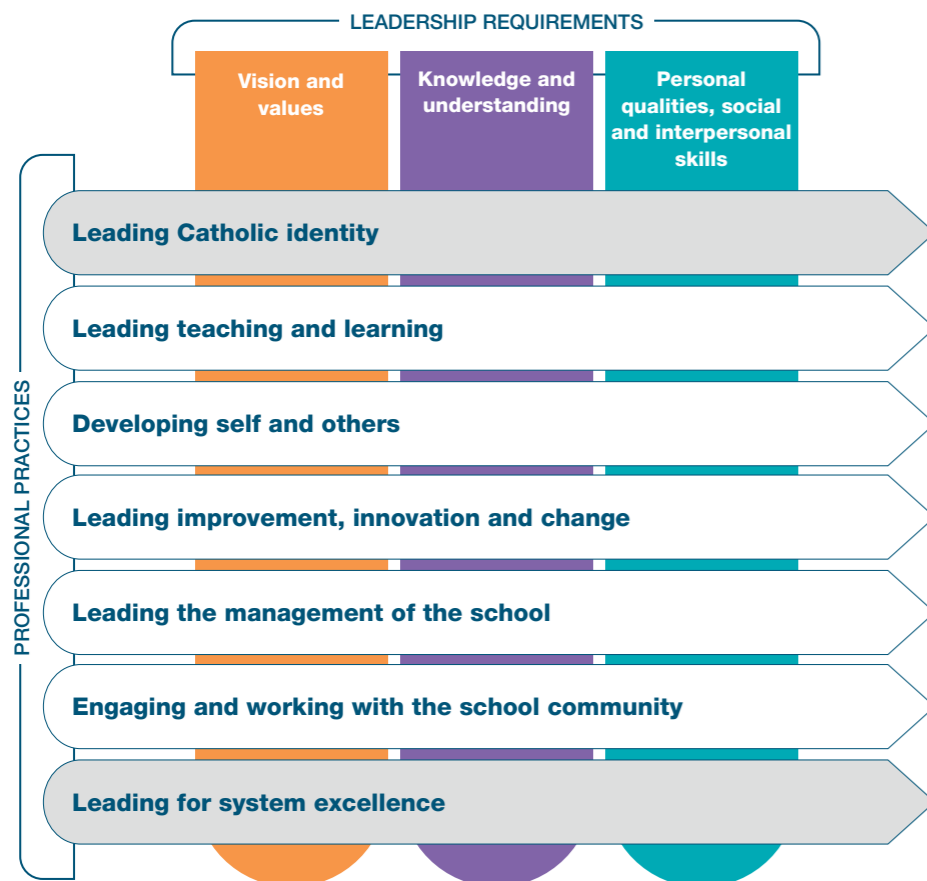 LEADERSHIP REQUIREMENTS
Vision and
values
Knowledge and
understanding
Personal
qualities, social
and interpersonal
skills
PROFESSIONAL PRACTICES
Leading Catholic identity
Leading teaching and learning
Developing self and others
Leading improvement, innovation and change
Leading the management of the school
Engaging and working with the school community
Leading for system excellence